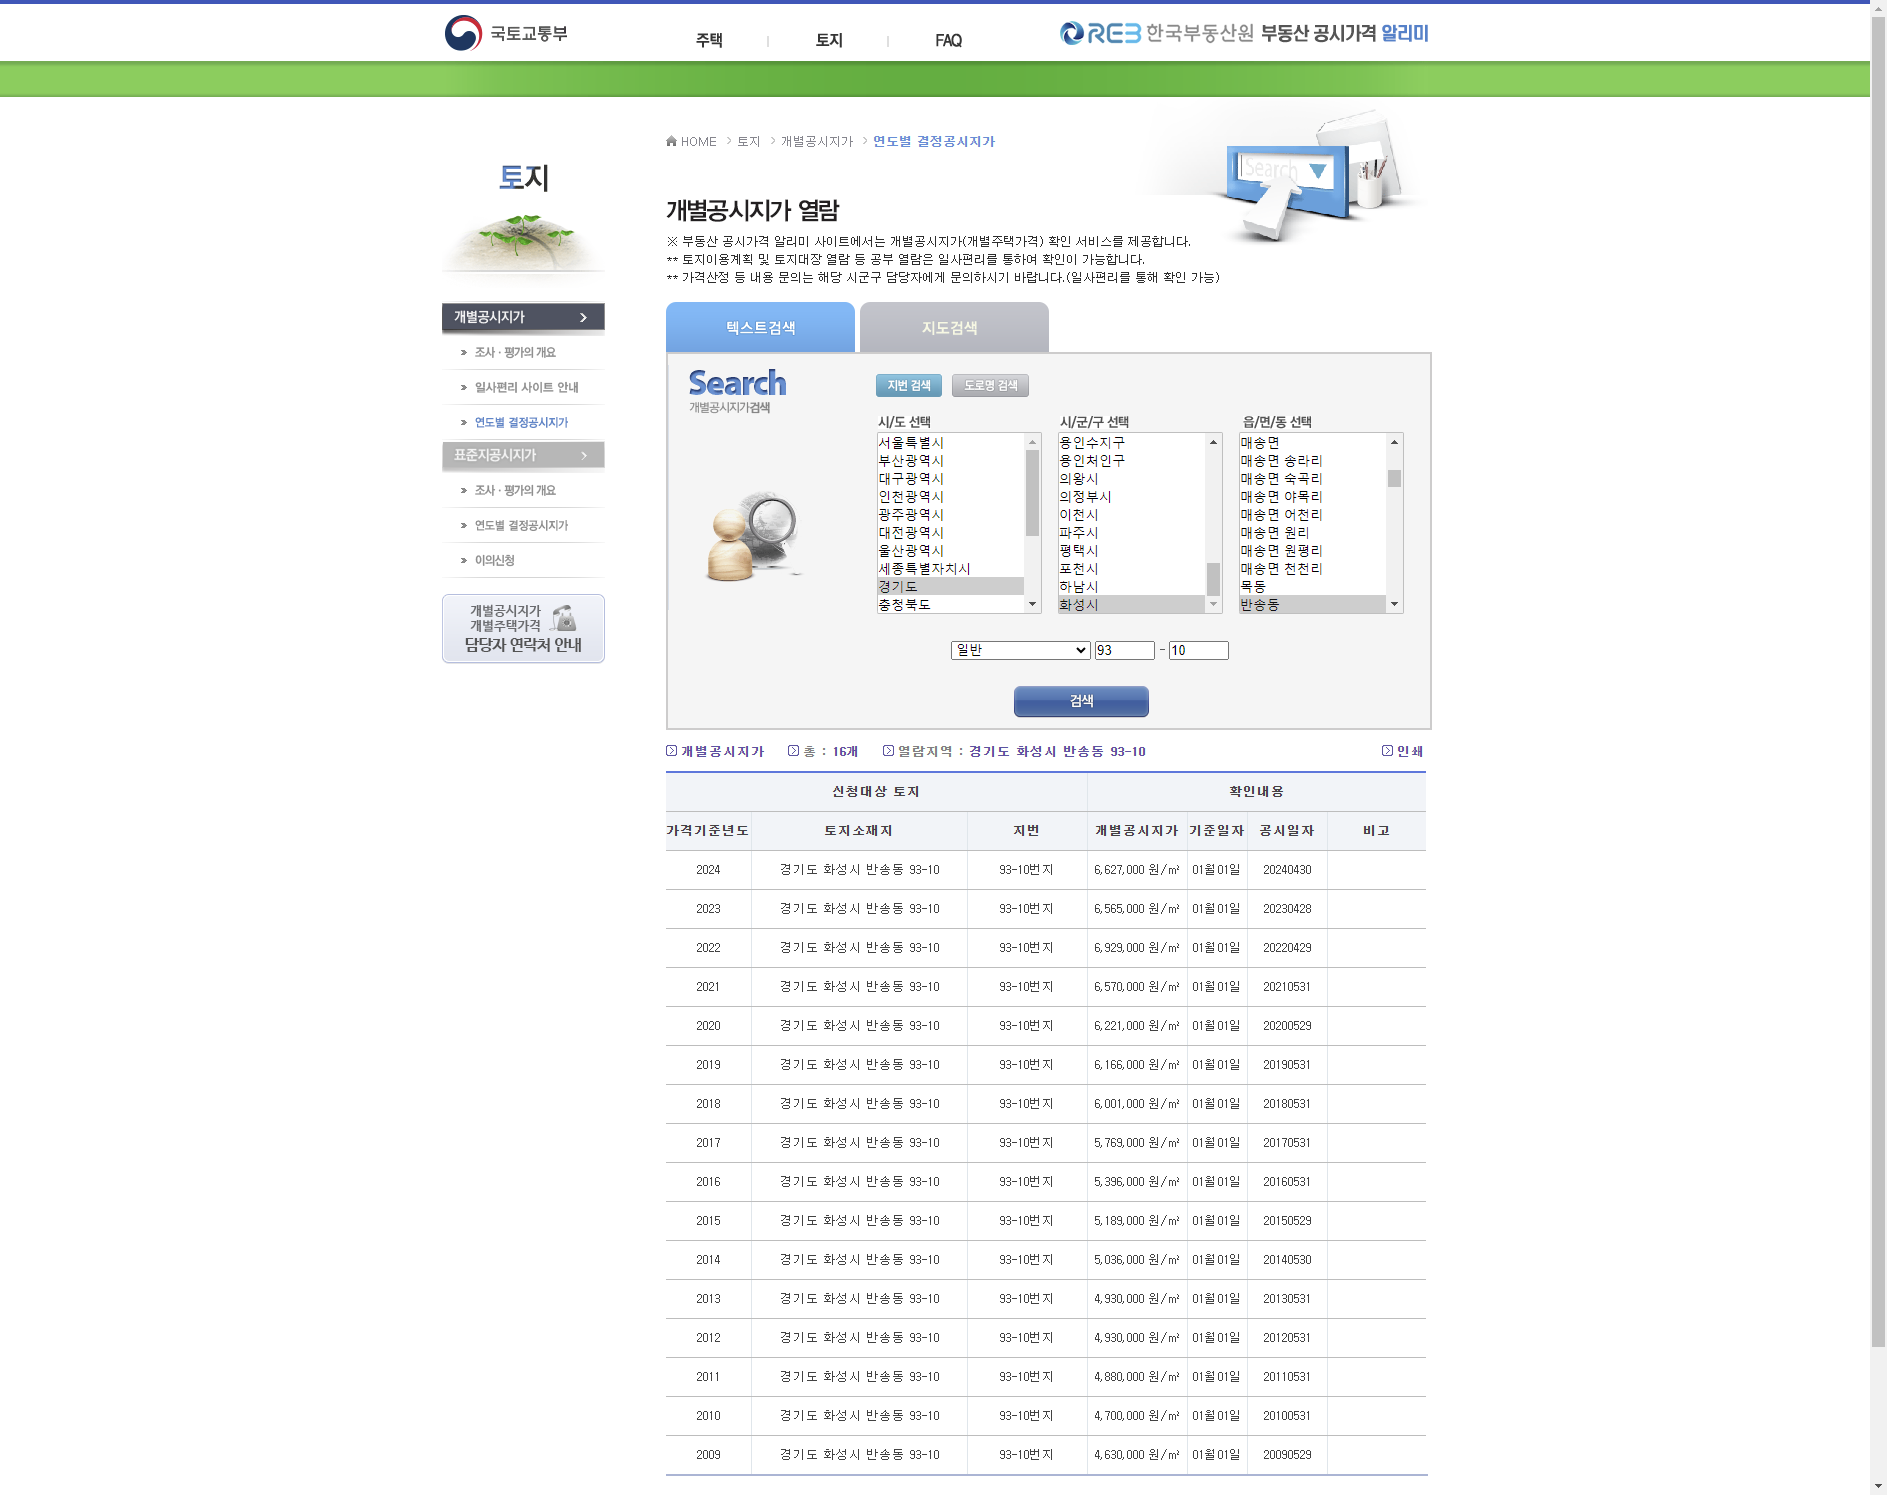 국토교통부
주택
토지
FAQ
REB 한국부동산원 부동산 공시가격 알리미
HOME > 토지 > 개별공시지가 > 연도별 결정공시지가
토지
Search
개별공시지가 열람
※ 부동산 공시가격 알리미 사이트에서는 개별공시지가(개별주택가격) 확인 서비스를 제공합니다.
** 토지이용계획 및 토지대장 열람 등 공부 열람은 일사편리를 통하여 확인이 가능합니다.
** 가격산정 등 내용 문의는 해당 시군구 담당자에게 문의하시기 바랍니다.(일사편리를 통해 확인 가능)
개별공시지가
조사 · 평가의 개요
일사편리 사이트 안내
연도별 결정공시지가
표준지공시지가
조사 · 평가의 개요
연도별 결정공시지가
이의신청
개별공시지가
개별주택가격
담당자 연락처 안내
텍스트검색
지도검색
Search
개별공시지가검색
지번 검색
도로명 검색
시/도 선택
서울특별시
부산광역시
대구광역시
인천광역시
광주광역시
대전광역시
울산광역시
세종특별자치시
경기도
충청북도
시/군/구 선택
용인수지구
용인처인구
의왕시
의정부시
이천시
파주시
평택시
포천시
하남시
화성시
읍/면/동 선택
매송면
매송면 송라리
매송면 숙곡리
매송면 야목리
매송면 어천리
매송면 원리
매송면 원평리
매송면 천천리
목동
반송동
일반 93 - 10
검색
개별공시지가 총 : 16개 열람지역 : 경기도 화성시 반송동 93-10 인쇄
신청대상 토지 확인내용
가격기준년도 토지소재지 지번 개별공시지가 기준일자 공시일자 비고
2024 경기도 화성시 반송동 93-10 93-10번지 6,627,000 원/㎡ 01월01일 20240430
2023 경기도 화성시 반송동 93-10 93-10번지 6,565,000 원/㎡ 01월01일 20230428
2022 경기도 화성시 반송동 93-10 93-10번지 6,929,000 원/㎡ 01월01일 20220429
2021 경기도 화성시 반송동 93-10 93-10번지 6,570,000 원/㎡ 01월01일 20210531
2020 경기도 화성시 반송동 93-10 93-10번지 6,221,000 원/㎡ 01월01일 20200529
2019 경기도 화성시 반송동 93-10 93-10번지 6,166,000 원/㎡ 01월01일 20190531
2018 경기도 화성시 반송동 93-10 93-10번지 6,001,000 원/㎡ 01월01일 20180531
2017 경기도 화성시 반송동 93-10 93-10번지 5,769,000 원/㎡ 01월01일 20170531
2016 경기도 화성시 반송동 93-10 93-10번지 5,396,000 원/㎡ 01월01일 20160531
2015 경기도 화성시 반송동 93-10 93-10번지 5,189,000 원/㎡ 01월01일 20150529
2014 경기도 화성시 반송동 93-10 93-10번지 5,036,000 원/㎡ 01월01일 20140530
2013 경기도 화성시 반송동 93-10 93-10번지 4,930,000 원/㎡ 01월01일 20130531
2012 경기도 화성시 반송동 93-10 93-10번지 4,930,000 원/㎡ 01월01일 20120531
2011 경기도 화성시 반송동 93-10 93-10번지 4,880,000 원/㎡ 01월01일 20110531
2010 경기도 화성시 반송동 93-10 93-10번지 4,700,000 원/㎡ 01월01일 20100531
2009 경기도 화성시 반송동 93-10 93-10번지 4,630,000 원/㎡ 01월01일 20090529